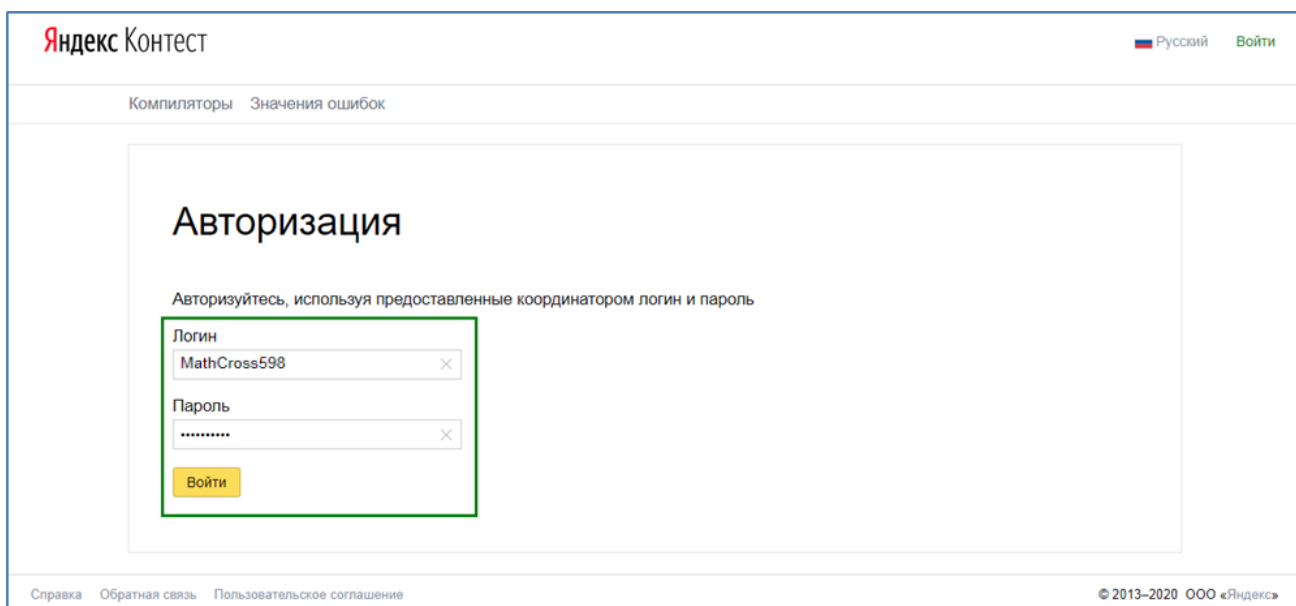 Яндекс Контест
Русский Войти
Компиляторы Значения ошибок
Авторизация
Авторизуйтесь, используя предоставленные координатором логин и пароль
Логин
MathCross598
Пароль
••••••••••
Войти
Справка Обратная связь Пользовательское соглашение © 2013–2020 ООО «Яндекс»